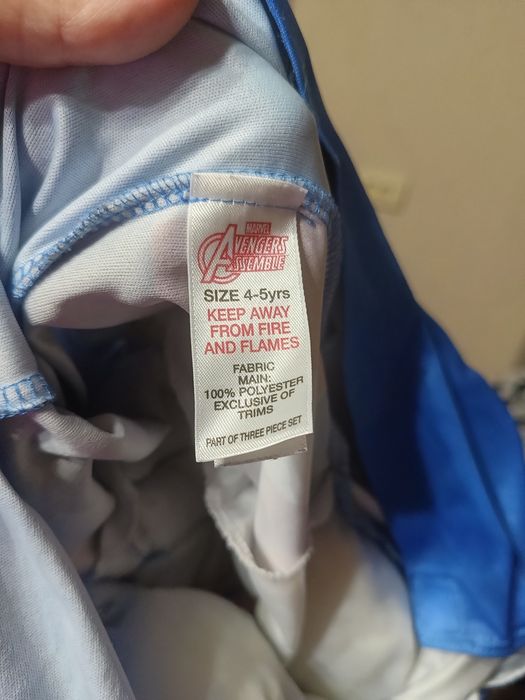 MARVEL
AVENGERS
ASSEMBLE
SIZE 4-5yrs
KEEP AWAY
FROM FIRE
AND FLAMES
FABRIC
MAIN:
100% POLYESTER
EXCLUSIVE OF
TRIMS
PART OF THREE PIECE SET